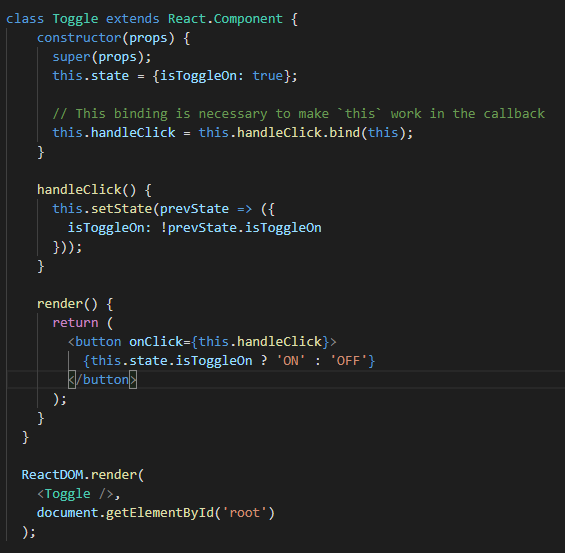 class Toggle extends React.Component {
constructor(props) {
super(props);
this.state = {isToggleOn: true};
// This binding is necessary to make `this` work in the callback
this.handleClick = this.handleClick.bind(this);
}
handleClick() {
this.setState(prevState => ({
isToggleOn: !prevState.isToggleOn
}));
}
render() {
return (
<button onClick={this.handleClick}>
{this.state.isToggleOn ? 'ON' : 'OFF'}
</button>
);
}
}
ReactDOM.render(
<Toggle />,
document.getElementById('root')
);